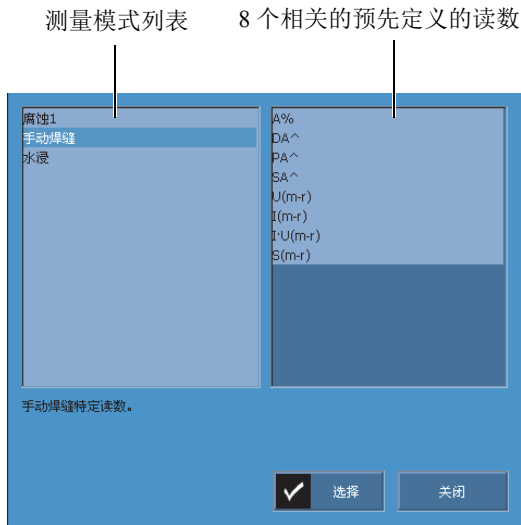 测量模式列表
8 个相关的预先定义的读数
腐蚀1
手动焊缝
水浸
A%
DA^
PA^
SA^
U(m-r)
I(m-r)
I·U(m-r)
S(m-r)
手动焊缝特定读数。
选择
关闭